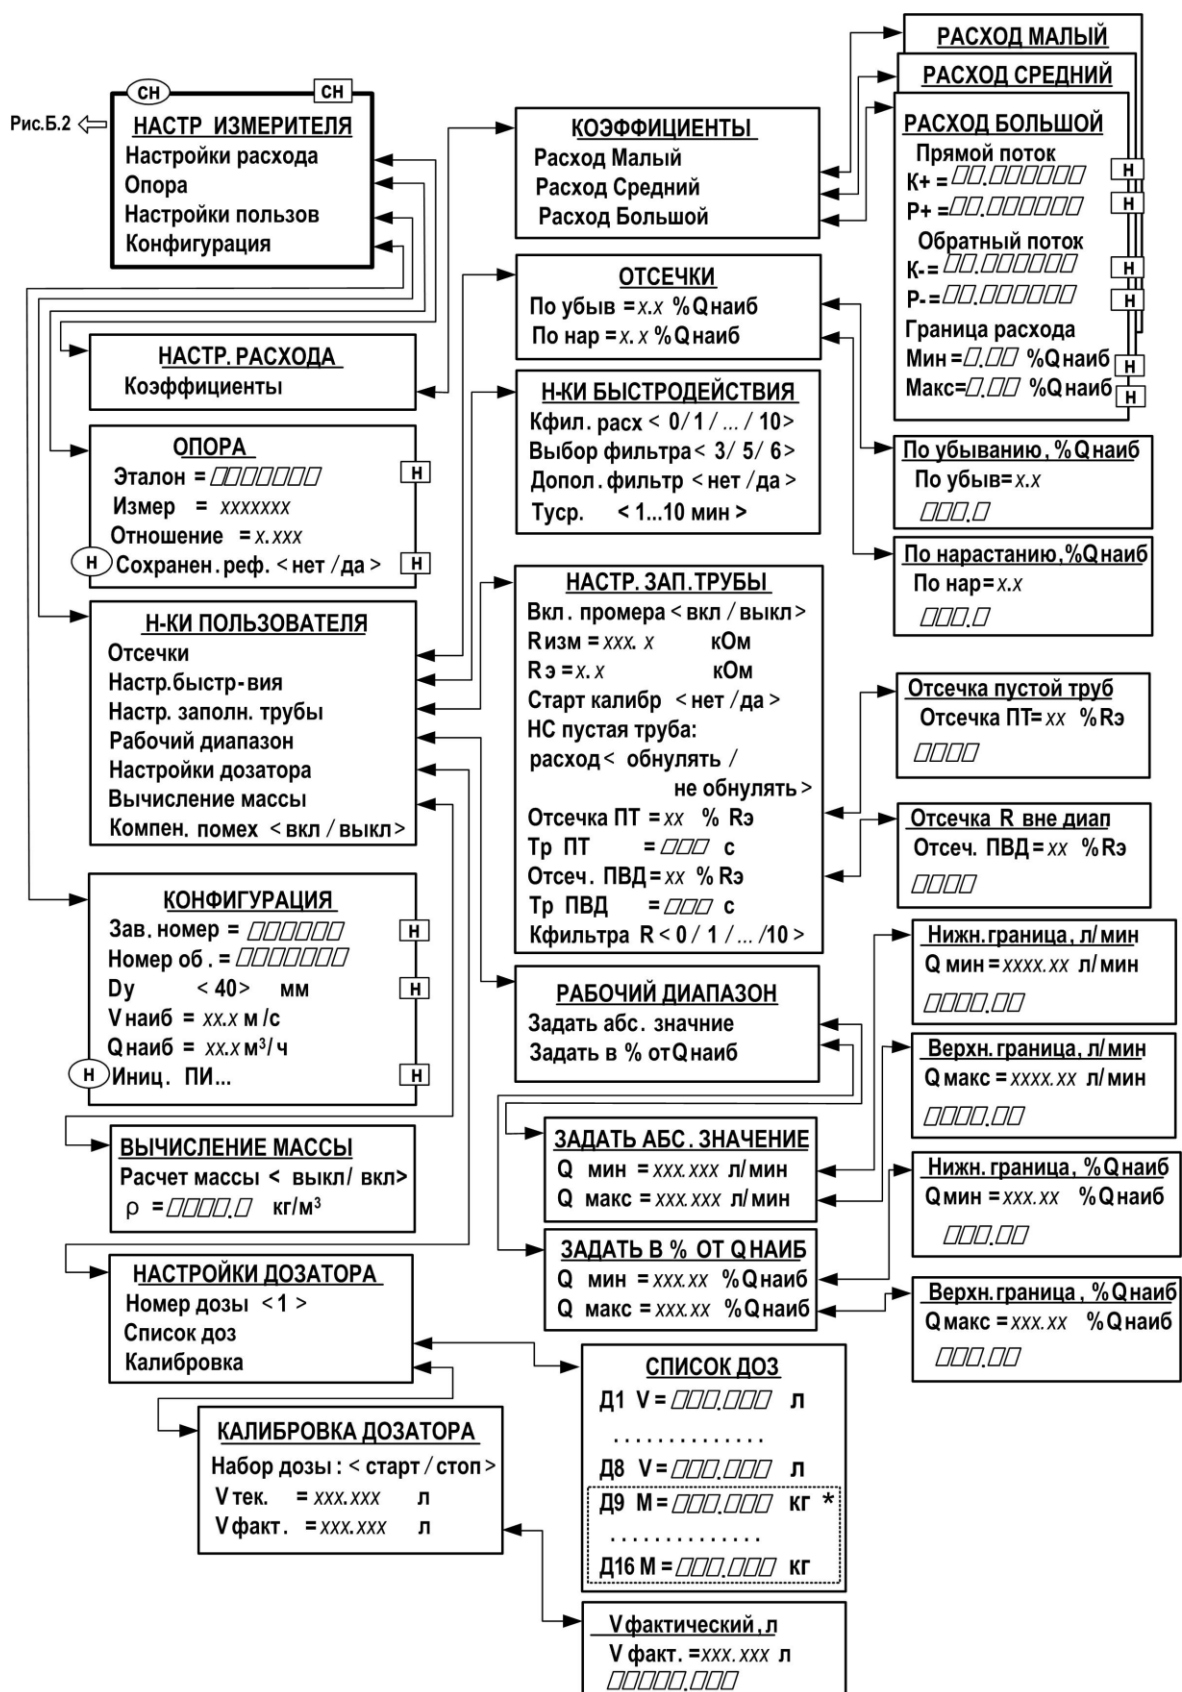 РАСХОД МАЛЫЙ
РАСХОД СРЕДНИЙ
РАСХОД БОЛЬШОЙ
Прямой поток
К+ =▱▱.▱▱▱▱▱▱ Н
Р+ =▱▱.▱▱▱▱▱▱ Н
Обратный поток
К-=▱▱.▱▱▱▱▱▱ Н
Р-=▱▱.▱▱▱▱▱▱ Н
Граница расхода
Мин =▱.▱▱ %Qнаиб Н
Макс=▱.▱▱ %Qнаиб Н
СН СН
Рис.Б.2
НАСТР ИЗМЕРИТЕЛЯ
Настройки расхода
Опора
Настройки пользов
Конфигурация
КОЭФФИЦИЕНТЫ
Расход Малый
Расход Средний
Расход Большой
ОТСЕЧКИ
По убыв =x.x %Qнаиб
По нар =x.x %Qнаиб
НАСТР. РАСХОДА
Коэффициенты
Н-КИ БЫСТРОДЕЙСТВИЯ
Кфил. расх < 0/ 1 / ... / 10>
Выбор фильтра< 3/ 5/ 6>
Допол.фильтр <нет /да>
Туср. < 1...10 мин >
ОПОРА
Эталон =▱▱▱▱▱▱▱ Н
Измер = xxxxxxx
Отношение =x.xxx
Н Сохранен.реф. <нет /да> Н
По убыванию, %Qнаиб
По убыв=x.x
▱▱▱.▱
По нарастанию,%Qнаиб
По нар=x.x
▱▱▱.▱
НАСТР. ЗАП.ТРУБЫ
Вкл. промера <вкл /выкл>
Rизм =xxx. x кОм
Rэ =x. x кОм
Старт калибр <нет /да>
НС пустая труба:
расход< обнулять /
не обнулять>
Отсечка ПТ =xx % Rэ
Тр ПТ =▱▱▱ с
Отсеч. ПВД=xx % Rэ
Тр ПВД =▱▱▱ с
Кфильтра R < 0 / 1 / ... /10 >
Н-КИ ПОЛЬЗОВАТЕЛЯ
Отсечки
Настр.быстр-вия
Настр. заполн. трубы
Рабочий диапазон
Настройки дозатора
Вычисление массы
Компен. помех <вкл /выкл>
Отсечка пустой труб
Отсечка ПТ=xx %Rэ
▱▱▱▱
Отсечка R вне диап
Отсеч. ПВД=xx %Rэ
▱▱▱▱
КОНФИГУРАЦИЯ
Зав.номер = ▱▱▱▱▱▱ Н
Номер об. =▱▱▱▱▱▱▱
Dу <40> мм Н
Vнаиб = xx.x м/с
Qнаиб = xx.x м³/ч
Н Иниц. ПИ... Н
РАБОЧИЙ ДИАПАЗОН
Задать абс. значние
Задать в % от Qнаиб
Нижн.граница, л/мин
Q мин =xxxx.xx л/мин
▱▱▱▱.▱▱
Верхн.граница, л/мин
Q макс =xxxx.xx л/мин
▱▱▱▱.▱▱
ВЫЧИСЛЕНИЕ МАССЫ
Расчет массы < выкл/ вкл>
ρ =▱▱▱▱.▱ кг/м³
ЗАДАТЬ АБС. ЗНАЧЕНИЕ
Q мин =xxx.xxx л/мин
Q макс =xxx.xxx л/мин
Нижн.граница, %Qнаиб
Qмин =xxx.xx %Qнаиб
▱▱▱.▱▱
ЗАДАТЬ В % ОТ QНАИБ
Q мин =xxx.xx %Qнаиб
Q макс =xxx.xx %Qнаиб
Верхн.граница, %Qнаиб
Qмакс =xxx.xx %Qнаиб
▱▱▱.▱▱
НАСТРОЙКИ ДОЗАТОРА
Номер дозы <1 >
Список доз
Калибровка
СПИСОК ДОЗ
Д1 V=▱▱▱.▱▱▱ л
. . . . . . . . . . . . . .
Д8 V=▱▱▱.▱▱▱ л
Д9 М=▱▱▱.▱▱▱ кг *
. . . . . . . . . . . . . .
Д16 М=▱▱▱.▱▱▱ кг
КАЛИБРОВКА ДОЗАТОРА
Набор дозы: < старт /стоп>
Vтек. =xxx.xxx л
Vфакт. =xxx.xxx л
Vфактический,л
Vфакт. =xxx.xxx л
▱▱▱▱▱.▱▱▱